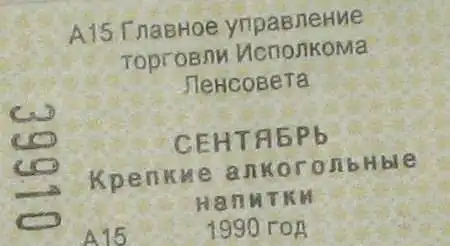 А15 Главное управление
торговли Исполкома
Ленсовета
39910
СЕНТЯБРЬ
Крепкие алкогольные
напитки
А15 1990 год